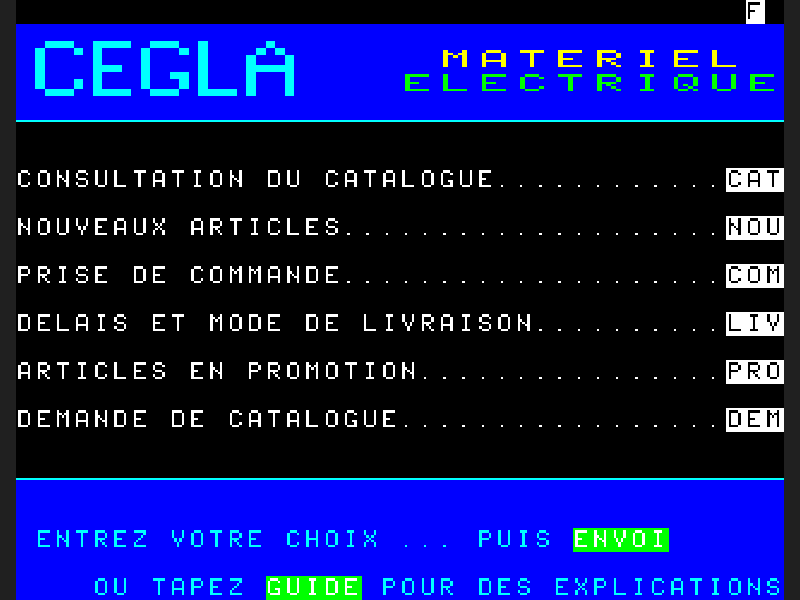 F
CEGLA MATERIEL
ELECTRIQUE
CONSULTATION DU CATALOGUE............CAT
NOUVEAUX ARTICLES....................NOU
PRISE DE COMMANDE....................COM
DELAIS ET MODE DE LIVRAISON..........LIV
ARTICLES EN PROMOTION................PRO
DEMANDE DE CATALOGUE.................DEM
ENTREZ VOTRE CHOIX ... PUIS ENVOI
OU TAPEZ GUIDE POUR DES EXPLICATIONS